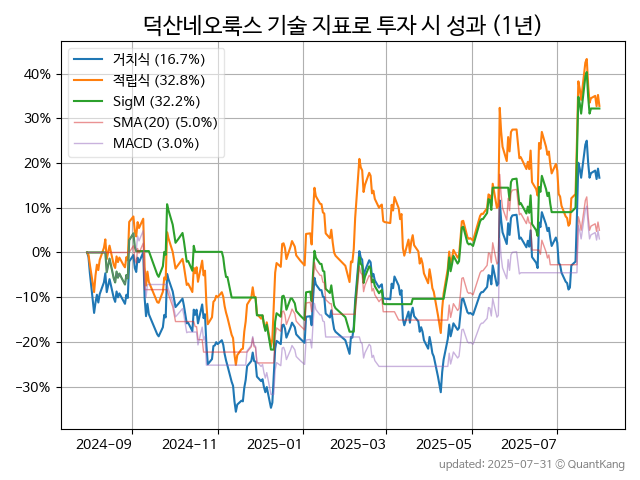 덕산네오룩스 기술 지표로 투자 시 성과 (1년)
거치식 (16.7%)
적립식 (32.8%)
SigM (32.2%)
SMA(20) (5.0%)
MACD (3.0%)
40%
30%
20%
10%
0%
−10%
−20%
−30%
2024-09 2024-11 2025-01 2025-03 2025-05 2025-07
updated: 2025-07-31 © QuantKang